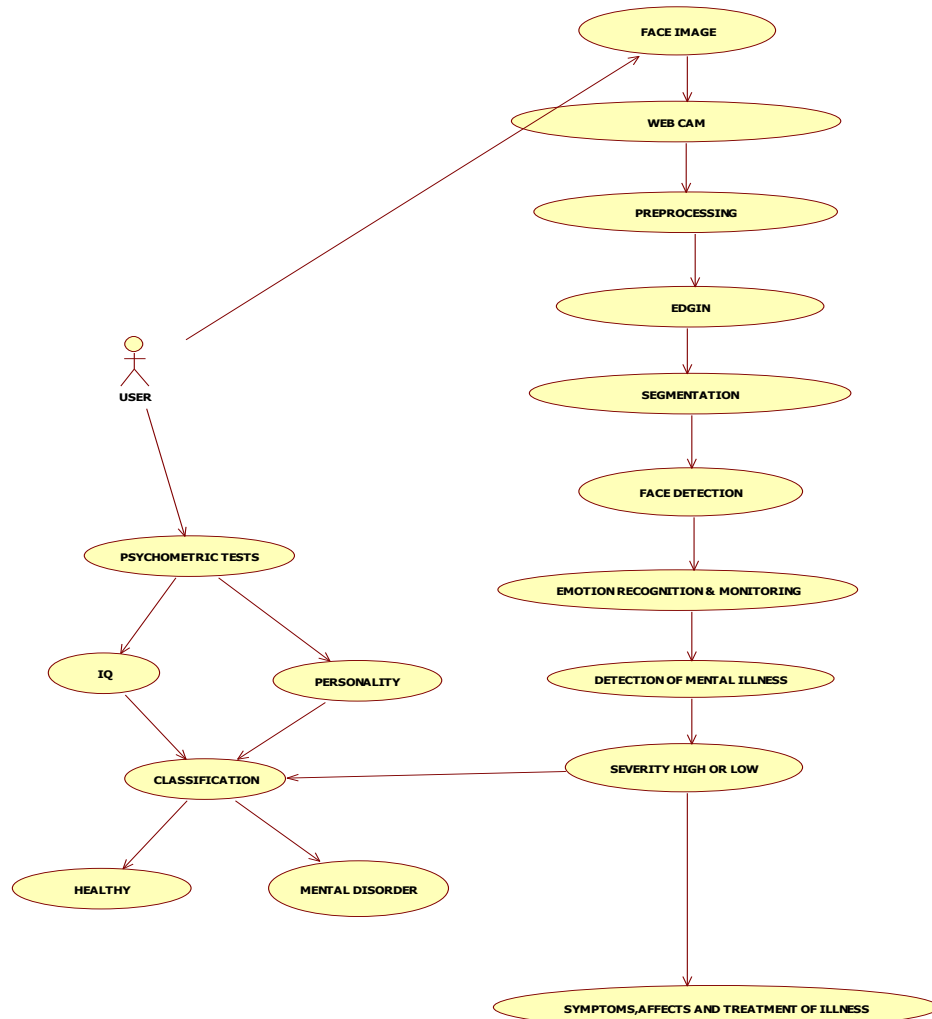 FACE IMAGE
WEB CAM
PREPROCESSING
EDGIN
USER
SEGMENTATION
FACE DETECTION
PSYCHOMETRIC TESTS
EMOTION RECOGNITION & MONITORING
IQ
PERSONALITY
DETECTION OF MENTAL ILLNESS
CLASSIFICATION
SEVERITY HIGH OR LOW
HEALTHY
MENTAL DISORDER
SYMPTOMS,AFFECTS AND TREATMENT OF ILLNESS